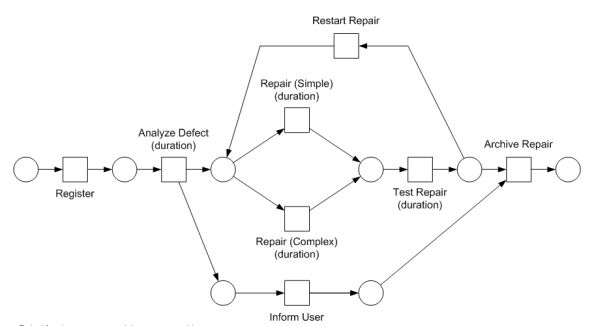 Restart Repair
Repair (Simple)
(duration)
Analyze Defect
(duration)
Archive Repair
Register
Test Repair
(duration)
Repair (Complex)
(duration)
Inform User